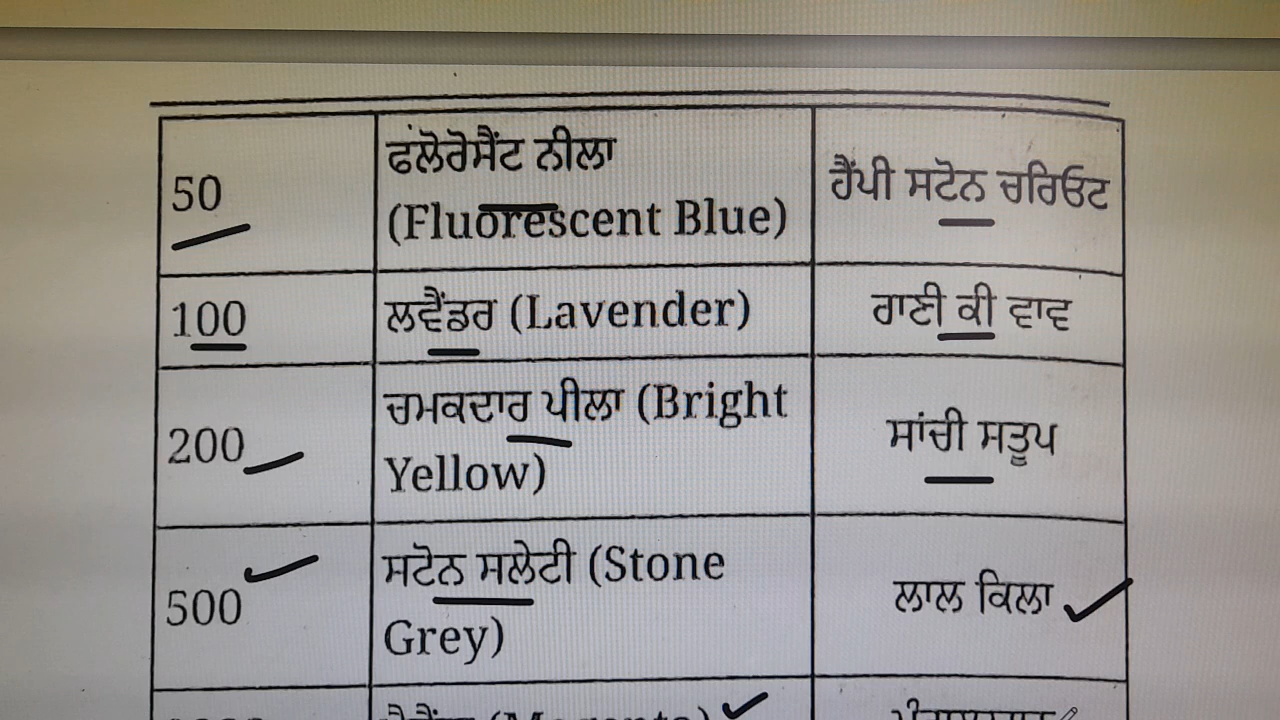 50
ਫਲੋਰੋਸੈਂਟ ਨੀਲਾ
(Fluorescent Blue)
ਹੈਂਪੀ ਸਟੋਨ ਚਰਿਓਟ
100
ਲਵੈਂਡਰ (Lavender)
ਰਾਣੀ ਕੀ ਵਾਵ
200
ਚਮਕਦਾਰ ਪੀਲਾ (Bright
Yellow)
ਸਾਂਚੀ ਸਤੂਪ
500
ਸਟੋਨ ਸਲੇਟੀ (Stone
Grey)
ਲਾਲ ਕਿਲਾ
(Magenta)